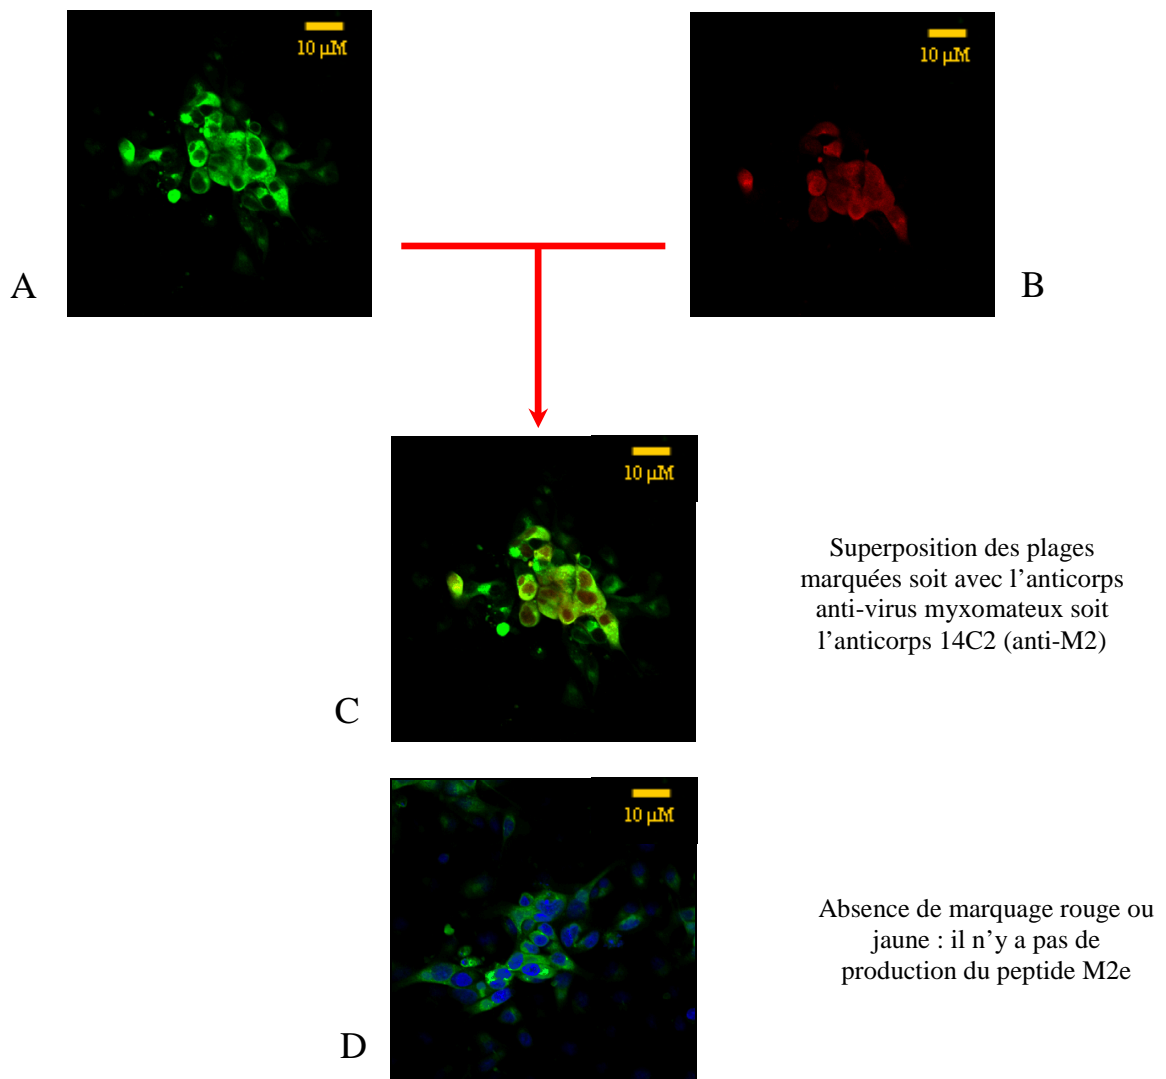 10 µM
10 µM
A
B
10 µM
Superposition des plages
marquées soit avec l’anticorps
anti-virus myxomateux soit
l’anticorps 14C2 (anti-M2)
C
10 µM
Absence de marquage rouge ou
jaune : il n’y a pas de
production du peptide M2e
D